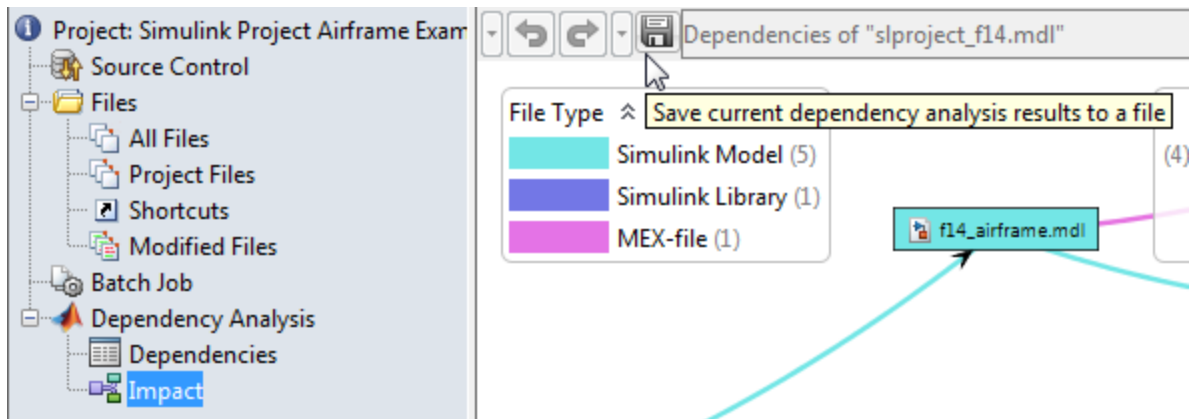 Project: Simulink Project Airframe Exam
Source Control
Files
All Files
Project Files
Shortcuts
Modified Files
Batch Job
Dependency Analysis
Dependencies
Impact
Dependencies of "slproject_f14.mdl"
File Type
Save current dependency analysis results to a file
Simulink Model (5)
Simulink Library (1)
MEX-file (1)
(4)
f14_airframe.mdl